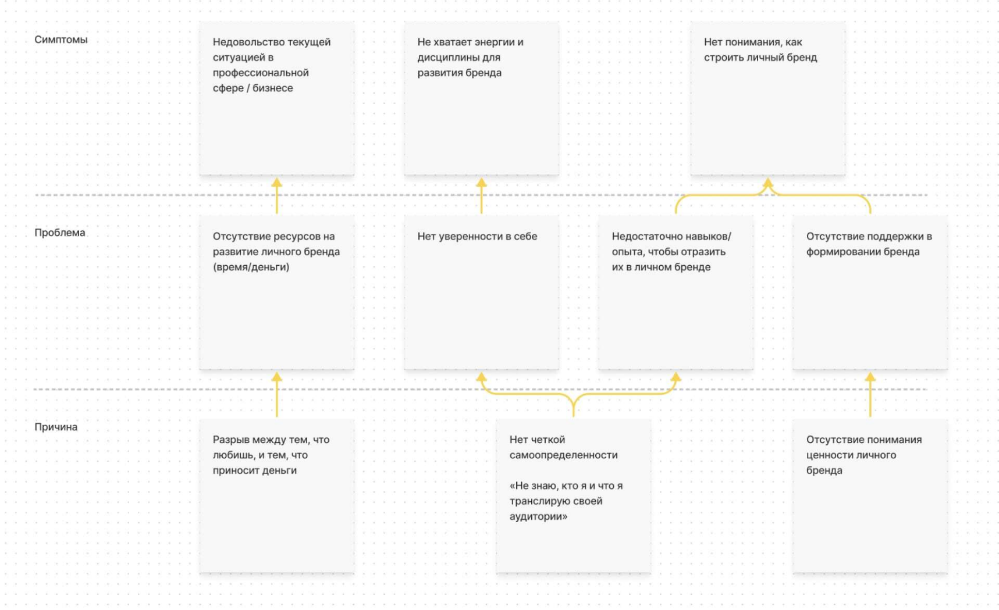 Симптомы
Недовольство текущей
ситуацией в
профессиональной
сфере / бизнесе
Не хватает энергии и
дисциплины для
развития бренда
Нет понимания, как
строить личный бренд
Проблема
Отсутствие ресурсов на
развитие личного бренда
(время/деньги)
Нет уверенности в себе
Недостаточно навыков/
опыта, чтобы отразить
их в личном бренде
Отсутствие поддержки в
формировании бренда
Причина
Разрыв между тем, что
любишь, и тем, что
приносит деньги
Нет четкой
самоопределенности
«Не знаю, кто я и что я
транслирую своей
аудитории»
Отсутствие понимания
ценности личного
бренда